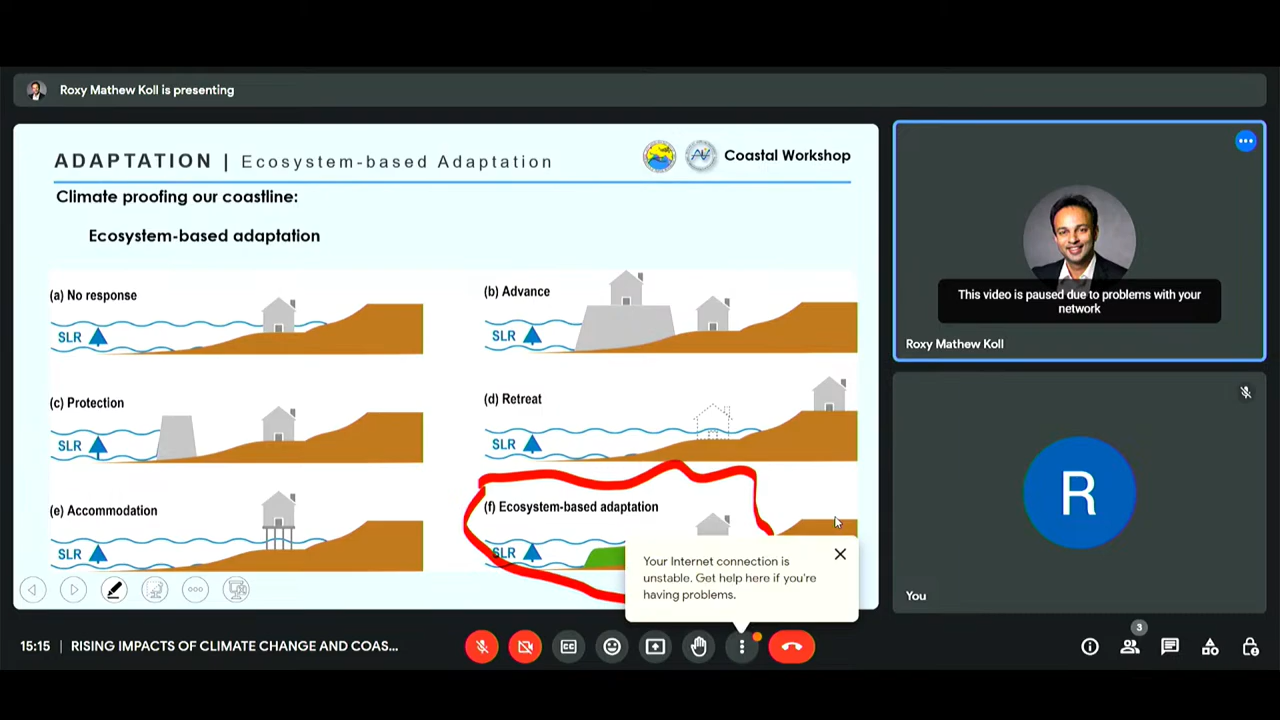 Roxy Mathew Koll is presenting
ADAPTATION | Ecosystem-based Adaptation
Coastal Workshop
Climate proofing our coastline:
Ecosystem-based adaptation
(a) No response
SLR
(b) Advance
SLR
(c) Protection
SLR
(d) Retreat
SLR
(e) Accommodation
SLR
(f) Ecosystem-based adaptation
SLR
Your Internet connection is
unstable. Get help here if you're
having problems.
This video is paused due to problems with your
network
Roxy Mathew Koll
R
You
15:15 | RISING IMPACTS OF CLIMATE CHANGE AND COAS...
CC
3